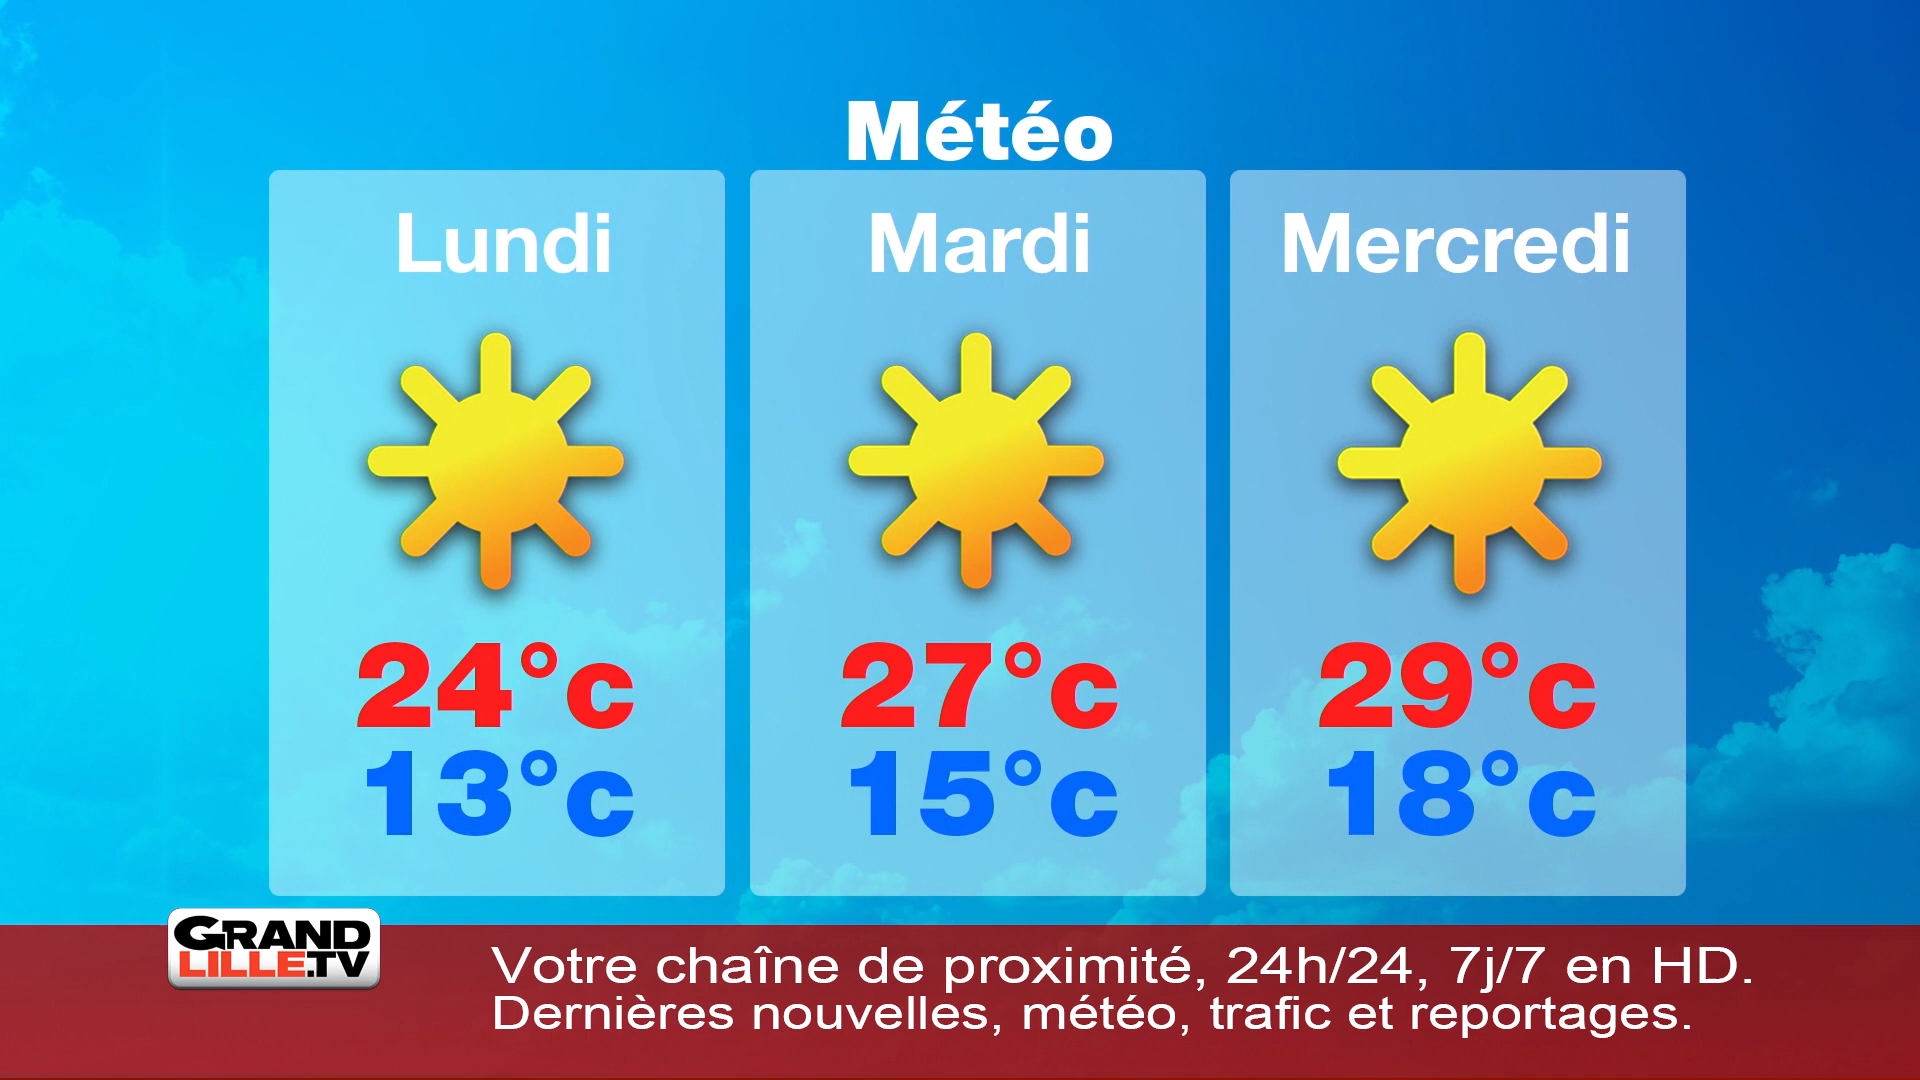 Météo
Lundi
24°c
13°c
Mardi
27°c
15°c
Mercredi
29°c
18°c
GRAND
LILLE.TV
Votre chaîne de proximité, 24h/24, 7j/7 en HD.
Dernières nouvelles, météo, trafic et reportages.